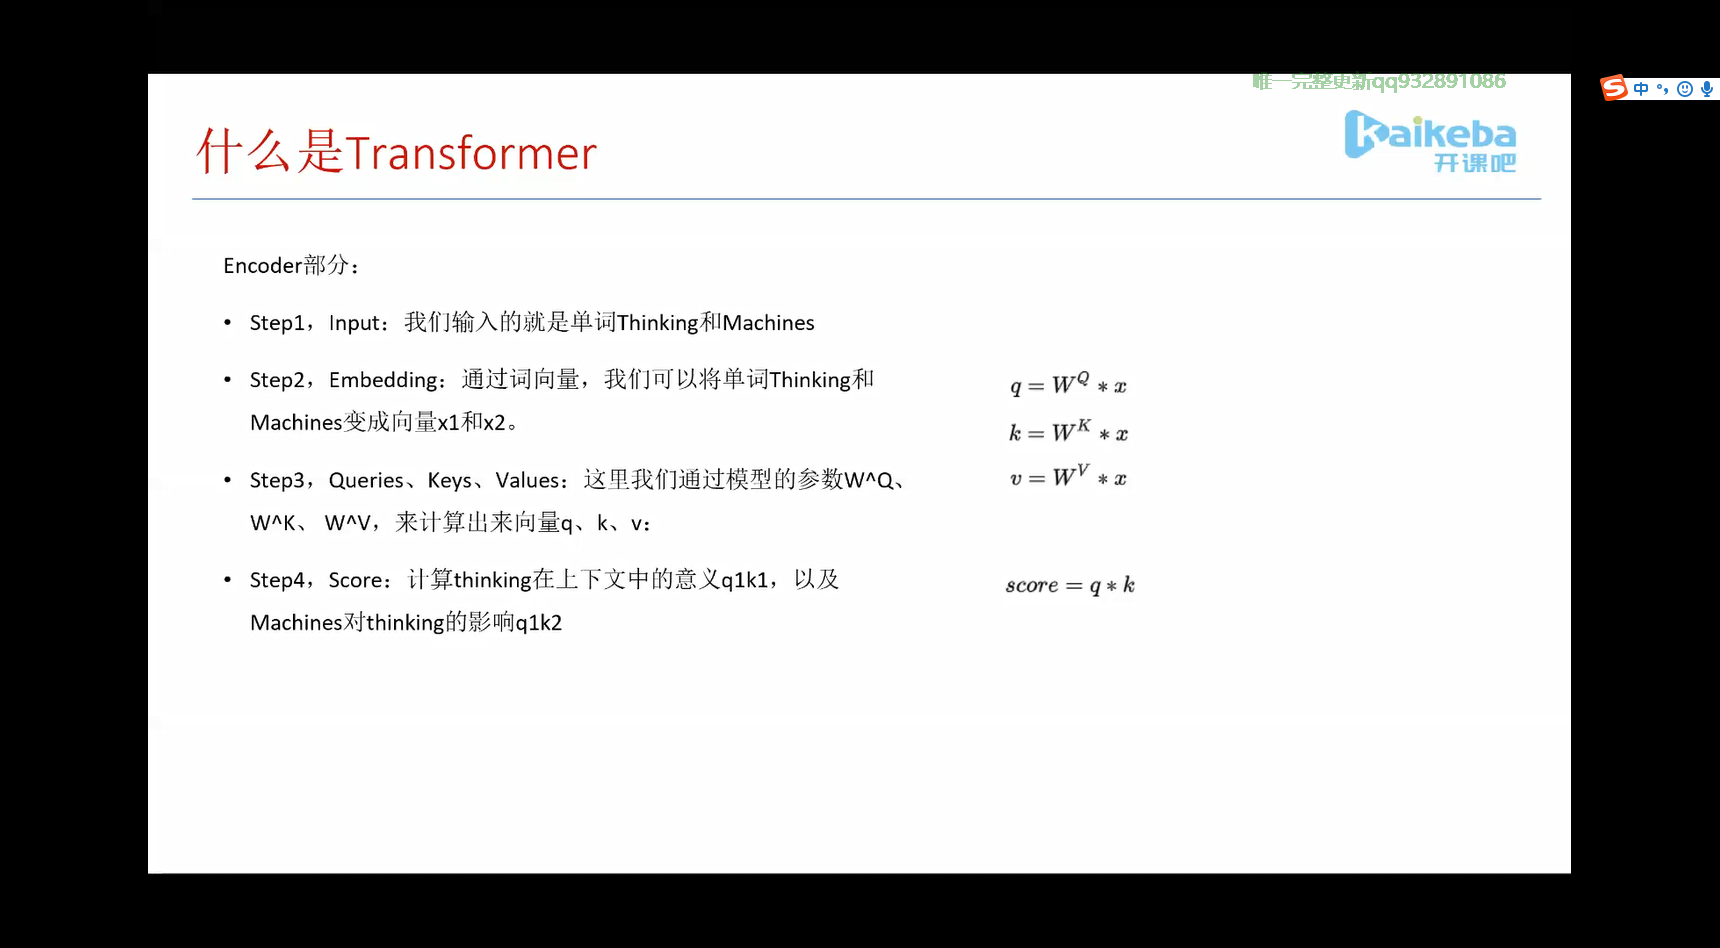 唯一完整更新qq932891086
中
什么是Transformer
kaikeba
开课吧
Encoder部分：
• Step1，Input：我们输入的就是单词Thinking和Machines
• Step2，Embedding：通过词向量，我们可以将单词Thinking和
Machines变成向量x1和x2。
q = W^Q * x
k = W^K * x
v = W^V * x
• Step3，Queries、Keys、Values：这里我们通过模型的参数W^Q、
W^K、 W^V，来计算出来向量q、k、v：
• Step4，Score：计算thinking在上下文中的意义q1k1，以及
Machines对thinking的影响q1k2
score = q * k